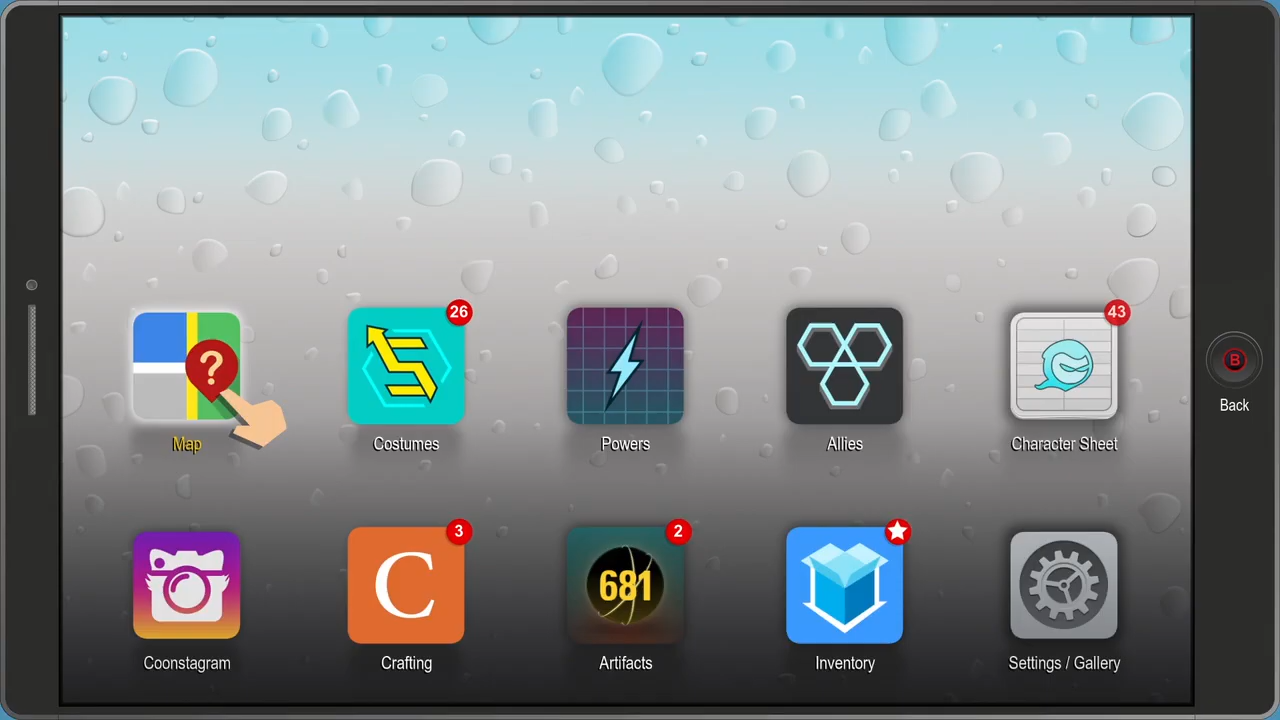 26
43
?
Map
Costumes
Powers
Allies
Character Sheet
B
Back
3
2
C
681
Coonstagram
Crafting
Artifacts
Inventory
Settings / Gallery